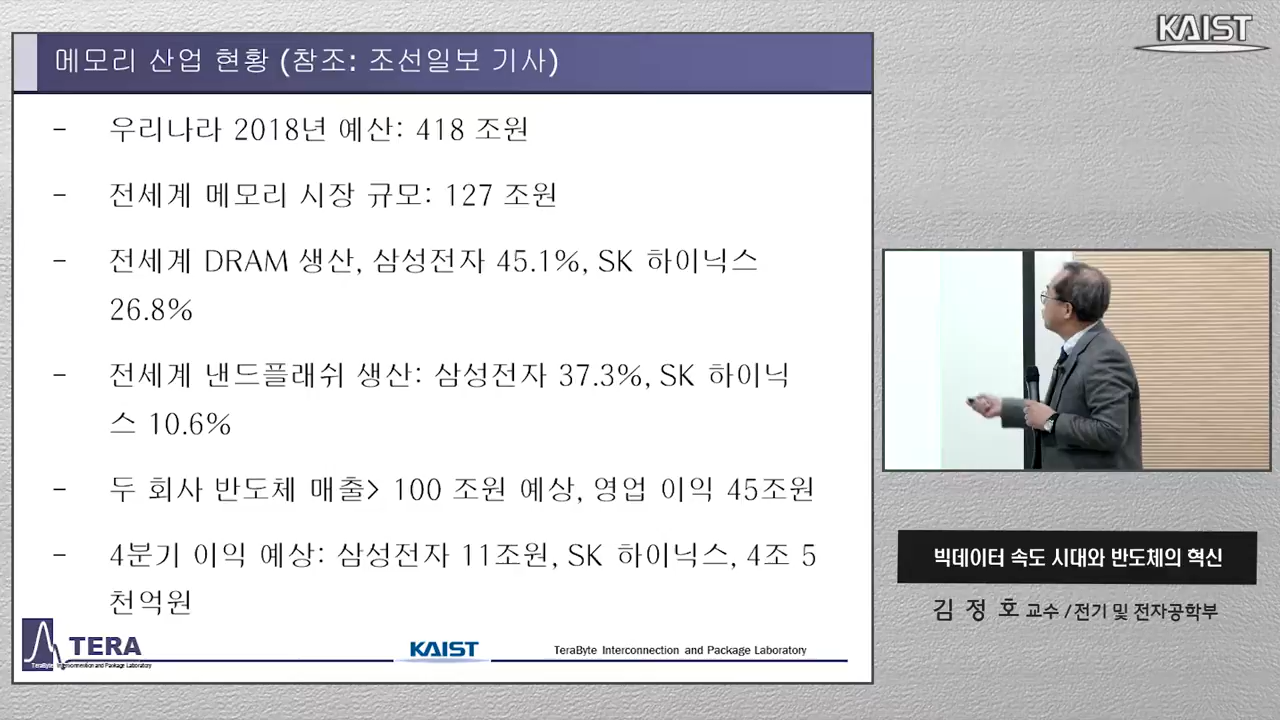 KAIST
메모리 산업 현황 (참조: 조선일보 기사)
- 우리나라 2018년 예산: 418 조원
- 전세계 메모리 시장 규모: 127 조원
- 전세계 DRAM 생산, 삼성전자 45.1%, SK 하이닉스
26.8%
- 전세계 낸드플래쉬 생산: 삼성전자 37.3%, SK 하이닉
스 10.6%
- 두 회사 반도체 매출> 100 조원 예상, 영업 이익 45조원
- 4분기 이익 예상: 삼성전자 11조원, SK 하이닉스, 4조 5
천억원
TERA
TeraByte Interconnection and Package Laboratory
KAIST
TeraByte Interconnection and Package Laboratory
빅데이터 속도 시대와 반도체의 혁신
김 정 호 교수 / 전기 및 전자공학부